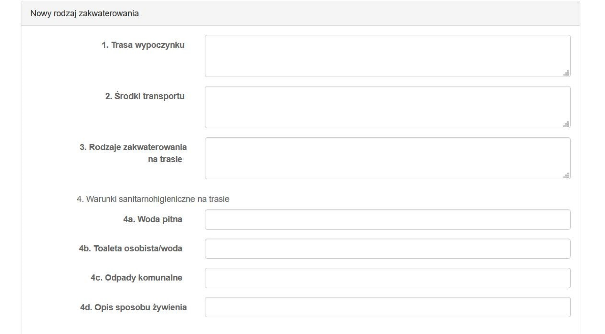 Nowy rodzaj zakwaterowania
1. Trasa wypoczynku
2. Środki transportu
3. Rodzaje zakwaterowania
na trasie
4. Warunki sanitarnohigieniczne na trasie
4a. Woda pitna
4b. Toaleta osobista/woda
4c. Odpady komunalne
4d. Opis sposobu żywienia